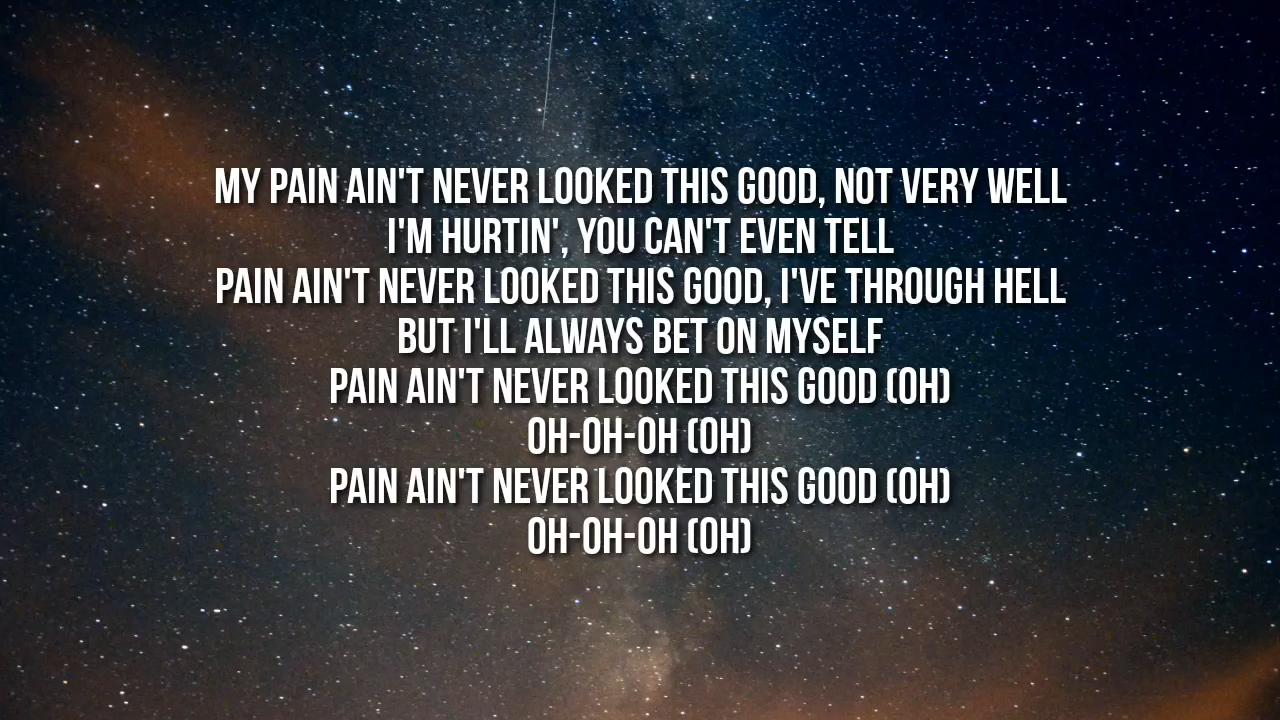 MY PAIN AIN'T NEVER LOOKED THIS GOOD, NOT VERY WELL
I'M HURTIN', YOU CAN'T EVEN TELL
PAIN AIN'T NEVER LOOKED THIS GOOD, I'VE THROUGH HELL
BUT I'LL ALWAYS BET ON MYSELF
PAIN AIN'T NEVER LOOKED THIS GOOD (OH)
OH-OH-OH (OH)
PAIN AIN'T NEVER LOOKED THIS GOOD (OH)
OH-OH-OH (OH)